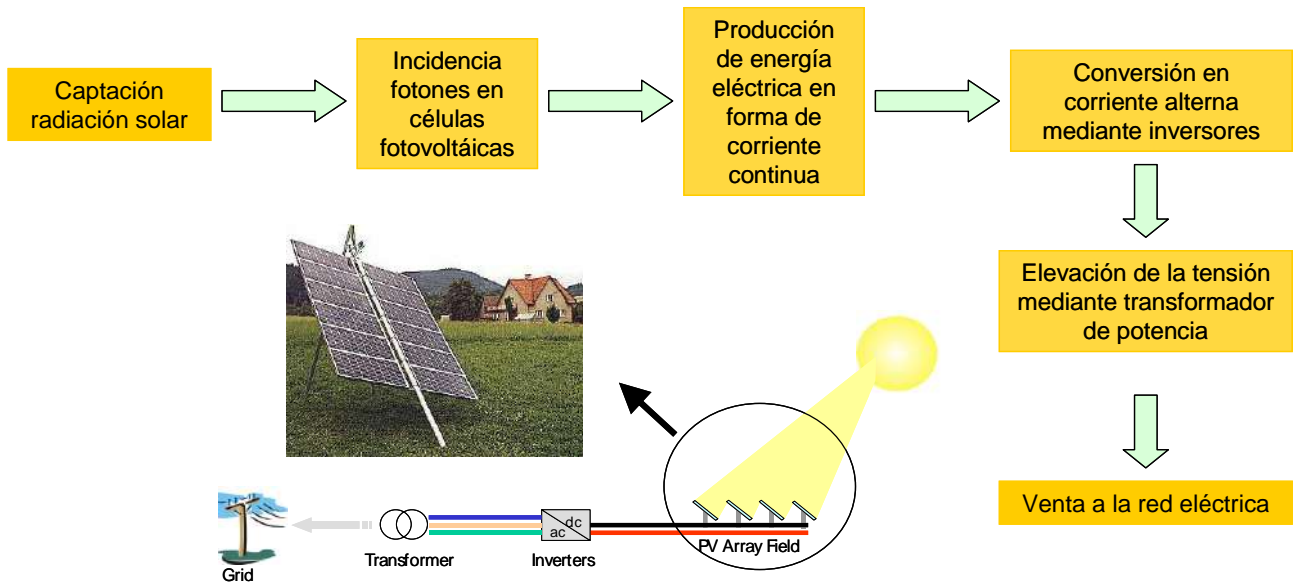 Captación
radiación solar
Incidencia
fotones en
células
fotovoltáicas
Producción
de energía
eléctrica en
forma de
corriente
continua
Conversión en
corriente alterna
mediante inversores
Elevación de la tensión
mediante transformador
de potencia
Venta a la red eléctrica
Grid
Transformer
dc
ac
Inverters
PV Array Field